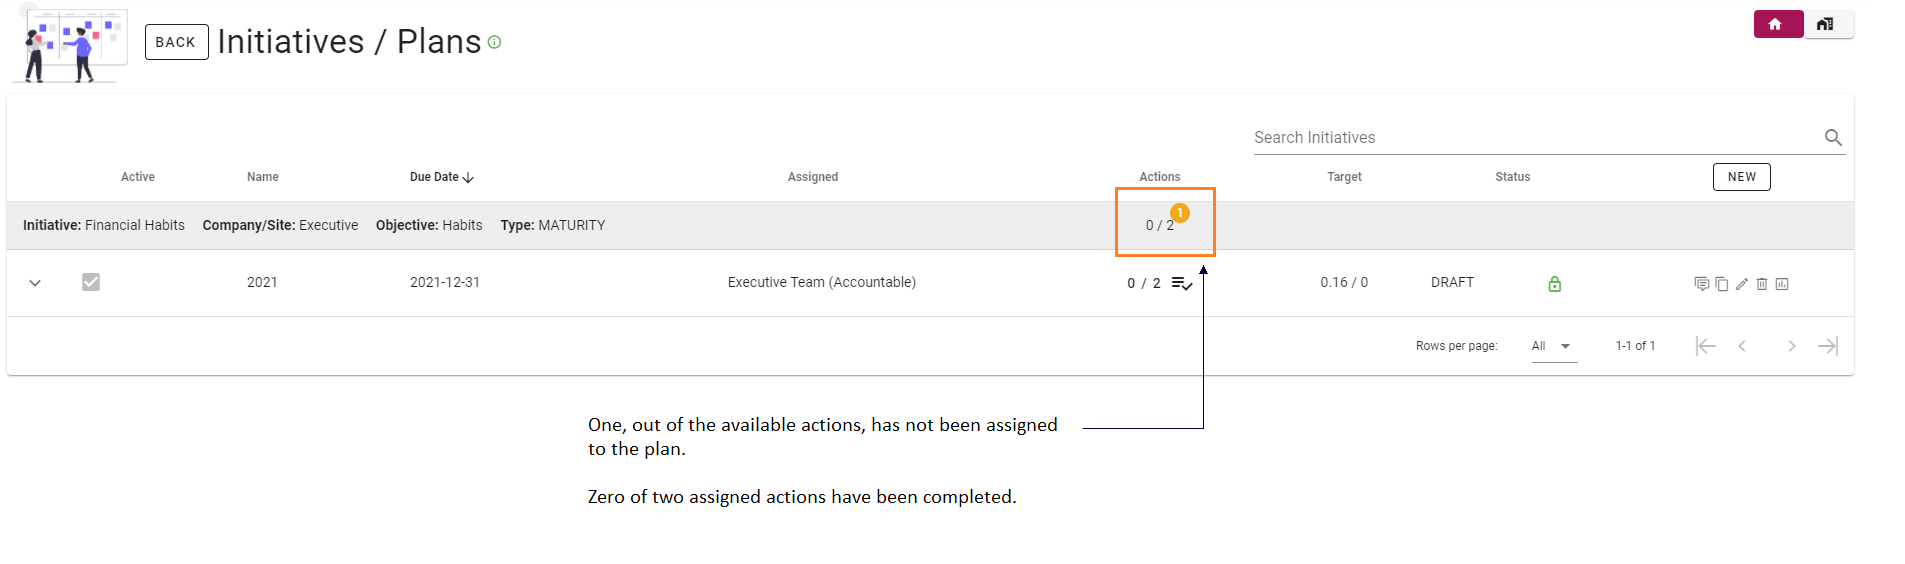 BACK Initiatives / Plans
Search Initiatives
Active Name Due Date Assigned Actions Target Status NEW
Initiative: Financial Habits Company/Site: Executive Objective: Habits Type: MATURITY 0 / 2 1
2021 2021-12-31 Executive Team (Accountable) 0 / 2 0.16 / 0 DRAFT
Rows per page: All 1-1 of 1
One, out of the available actions, has not been assigned
to the plan.
Zero of two assigned actions have been completed.